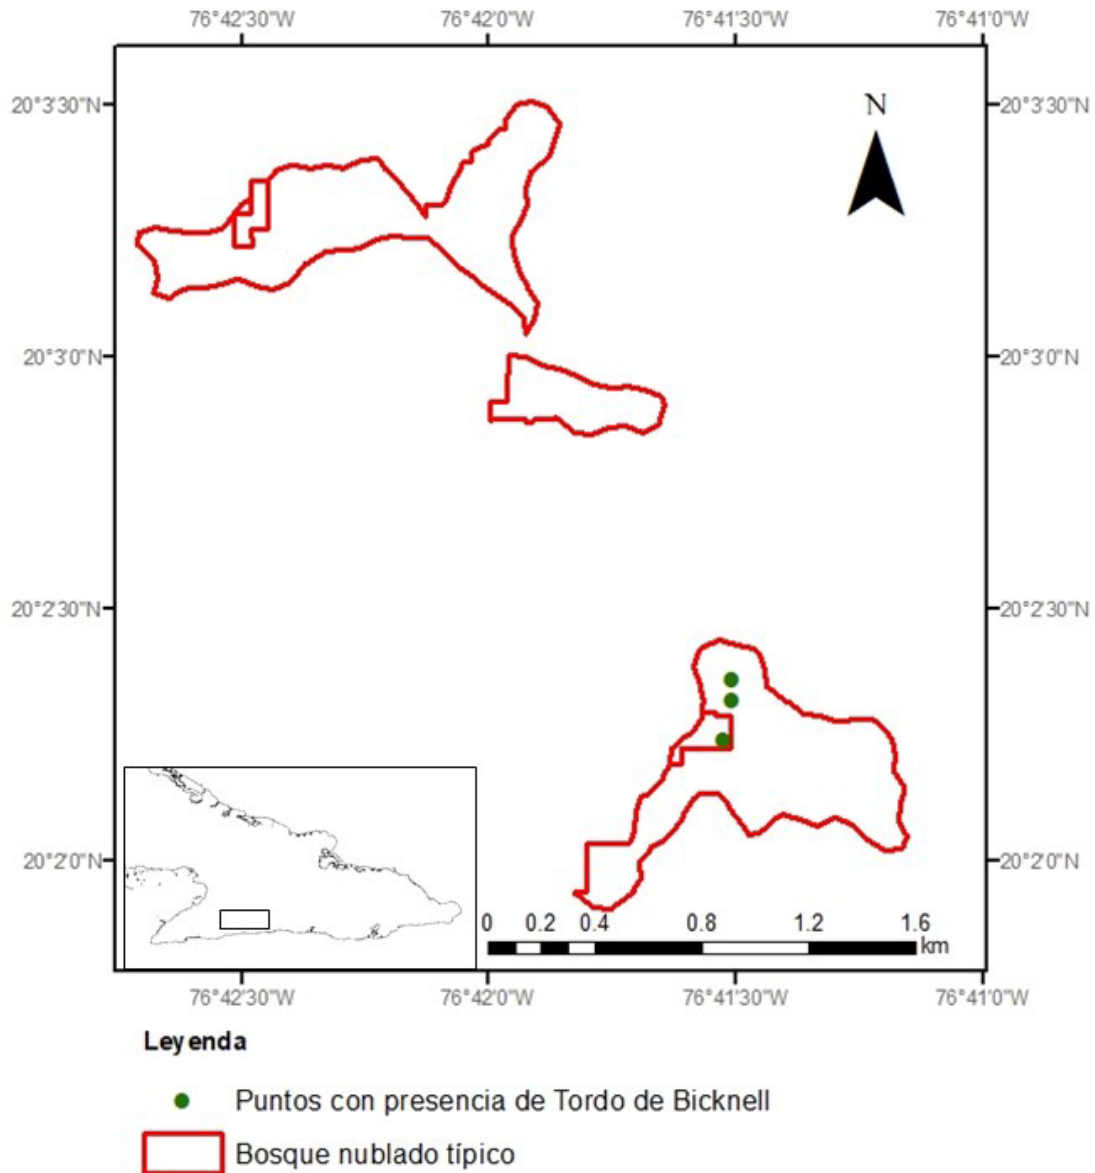 76°42'30"W 76°42'0"W 76°41'30"W 76°41'0"W
20°3'30"N 20°3'30"N
N
20°3'0"N 20°3'0"N
20°2'30"N 20°2'30"N
20°2'0"N 20°2'0"N
0 0.2 0.4 0.8 1.2 1.6
km
76°42'30"W 76°42'0"W 76°41'30"W 76°41'0"W
Leyenda
Puntos con presencia de Tordo de Bicknell
Bosque nublado típico